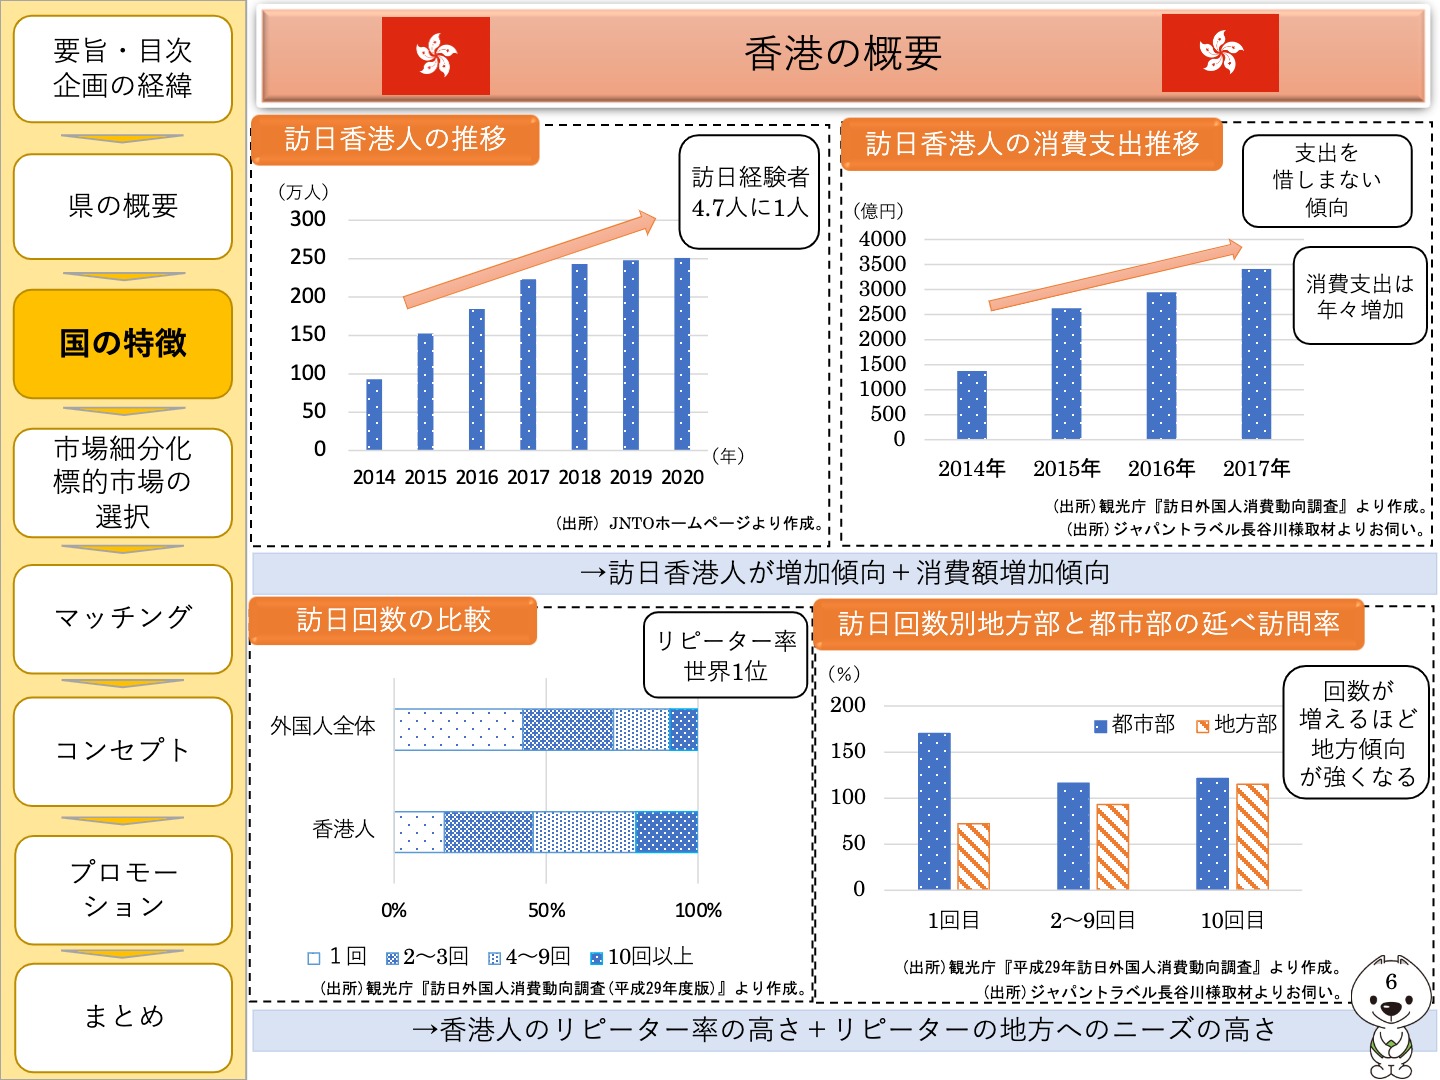 要旨・目次
企画の経緯
県の概要
国の特徴
市場細分化
標的市場の
選択
マッチング
コンセプト
プロモー
ション
まとめ
香港の概要
訪日香港人の推移
訪日経験者
4.7人に1人
（万人）
300
250
200
150
100
50
0
2014 2015 2016 2017 2018 2019 2020
（年）
（出所）JNTOホームページより作成。
訪日香港人の消費支出推移
支出を
惜しまない
傾向
消費支出は
年々増加
（億円）
4000
3500
3000
2500
2000
1500
1000
500
0
2014年 2015年 2016年 2017年
（出所）観光庁『訪日外国人消費動向調査』より作成。
（出所）ジャパントラベル長谷川様取材よりお伺い。
→訪日香港人が増加傾向＋消費額増加傾向
訪日回数の比較
リピーター率
世界1位
外国人全体
香港人
0% 50% 100%
１回 2～3回 4～9回 10回以上
（出所）観光庁『訪日外国人消費動向調査（平成29年度版）』より作成。
訪日回数別地方部と都市部の延べ訪問率
回数が
増えるほど
地方傾向
が強くなる
（%）
200
150
100
50
0
都市部 地方部
1回目 2～9回目 10回目
（出所）観光庁『平成29年訪日外国人消費動向調査』より作成。
（出所）ジャパントラベル長谷川様取材よりお伺い。
6
→香港人のリピーター率の高さ＋リピーターの地方へのニーズの高さ